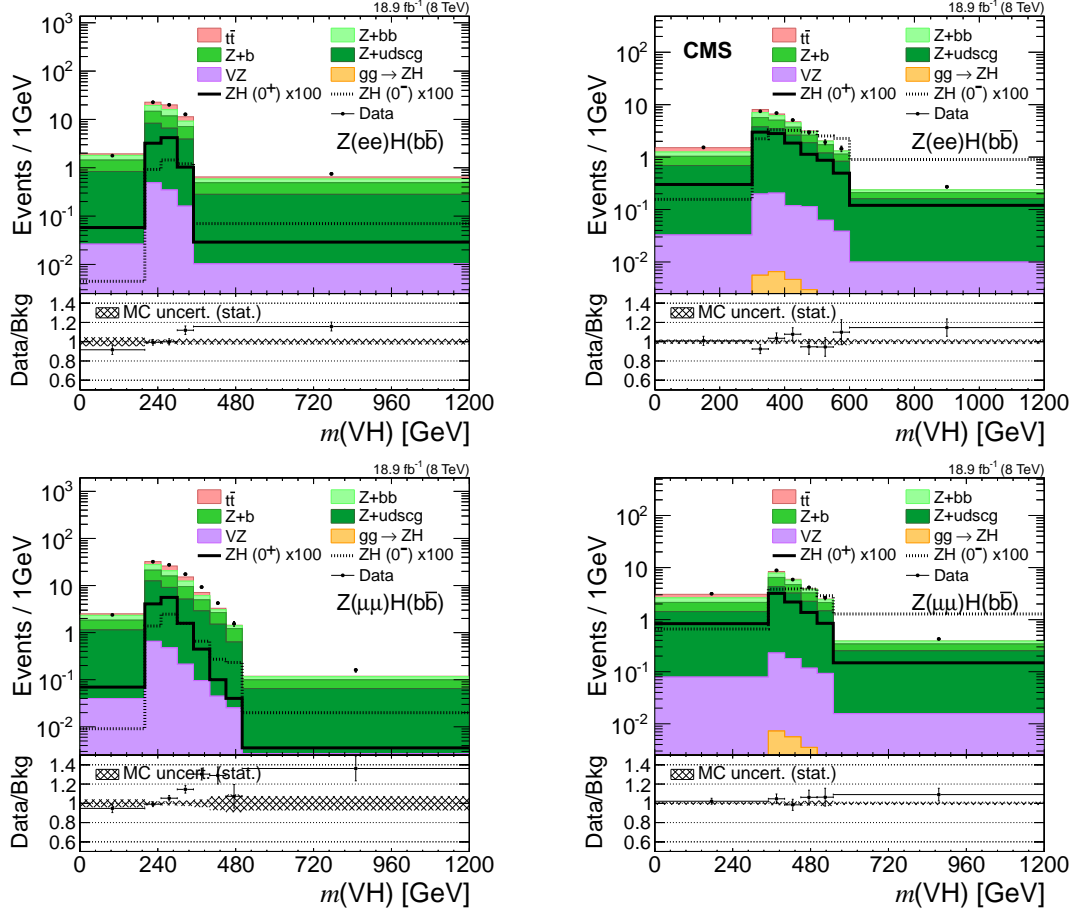 18.9 fb⁻¹ (8 TeV)
Events / 1GeV
10³
10²
10
1
10⁻¹
10⁻²
tt̄
Z+bb
Z+b
Z+udscg
VZ
gg → ZH
ZH (0⁺) x100
ZH (0⁻) x100
Data
Z(ee)H(bb̄)
Data/Bkg
1.4
1.2
1
0.8
0.6
MC uncert. (stat.)
0 240 480 720 960 1200
m(VH) [GeV]
18.9 fb⁻¹ (8 TeV)
Events / 1GeV
10²
10
1
10⁻¹
10⁻²
CMS
tt̄
Z+bb
Z+b
Z+udscg
VZ
gg → ZH
ZH (0⁺) x100
ZH (0⁻) x100
Data
Z(ee)H(bb̄)
Data/Bkg
1.4
1.2
1
0.8
0.6
MC uncert. (stat.)
0 200 400 600 800 1000 1200
m(VH) [GeV]
18.9 fb⁻¹ (8 TeV)
Events / 1GeV
10³
10²
10
1
10⁻¹
10⁻²
tt̄
Z+bb
Z+b
Z+udscg
VZ
gg → ZH
ZH (0⁺) x100
ZH (0⁻) x100
Data
Z(μμ)H(bb̄)
Data/Bkg
1.4
1.2
1
0.8
0.6
MC uncert. (stat.)
0 240 480 720 960 1200
m(VH) [GeV]
18.9 fb⁻¹ (8 TeV)
Events / 1GeV
10²
10
1
10⁻¹
10⁻²
tt̄
Z+bb
Z+b
Z+udscg
VZ
gg → ZH
ZH (0⁺) x100
ZH (0⁻) x100
Data
Z(μμ)H(bb̄)
Data/Bkg
1.4
1.2
1
0.8
0.6
MC uncert. (stat.)
0 240 480 720 960 1200
m(VH) [GeV]